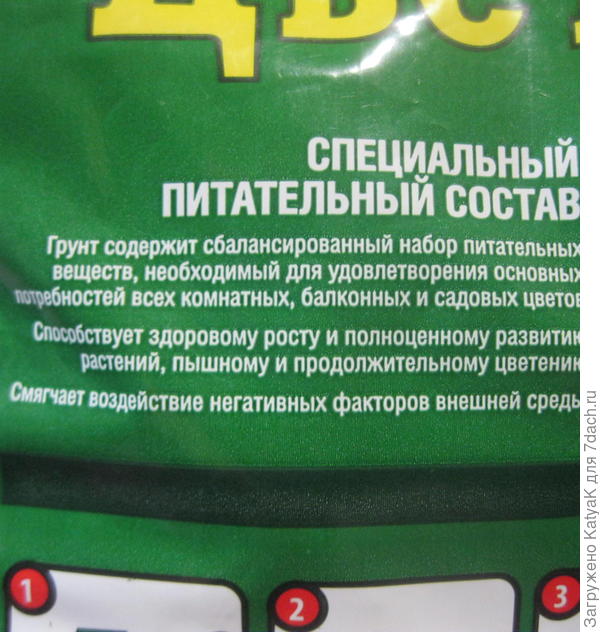 ЦВЕ
СПЕЦИАЛЬНЫЙ
ПИТАТЕЛЬНЫЙ СОСТАВ
Грунт содержит сбалансированный набор питательных
веществ, необходимый для удовлетворения основных
потребностей всех комнатных, балконных и садовых цветов
Способствует здоровому росту и полноценному развитию
растений, пышному и продолжительному цветению
Смягчает воздействие негативных факторов внешней среды
1 2 3
Загружено KatyaK для 7dach.ru